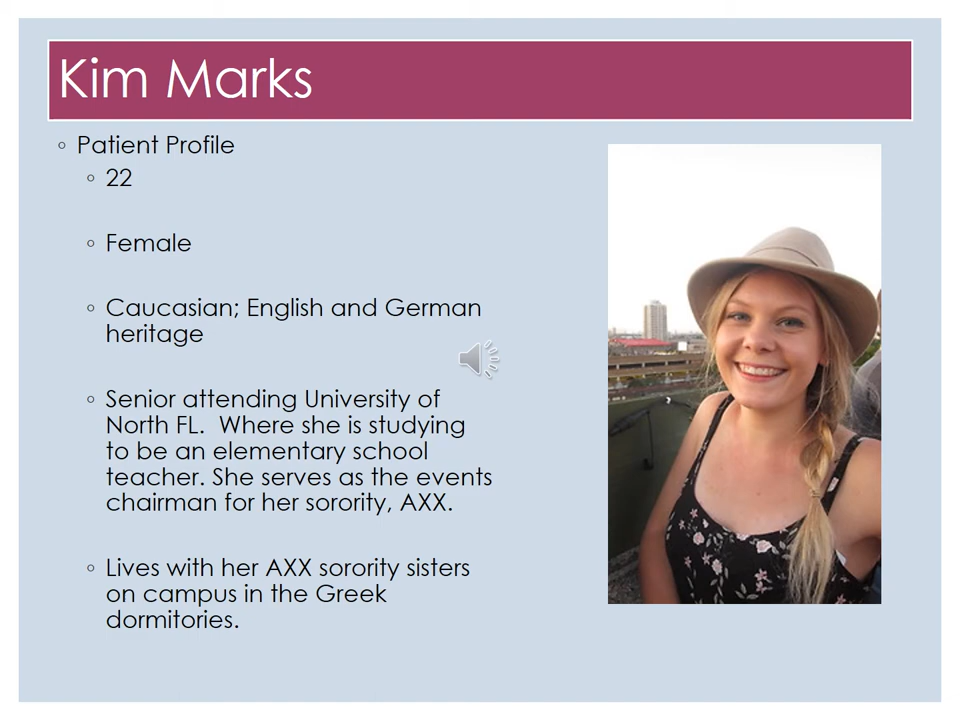 Kim Marks
◦ Patient Profile
◦ 22
◦ Female
◦ Caucasian; English and German
heritage
◦ Senior attending University of
North FL.  Where she is studying
to be an elementary school
teacher. She serves as the events
chairman for her sorority, AXX.
◦ Lives with her AXX sorority sisters
on campus in the Greek
dormitories.